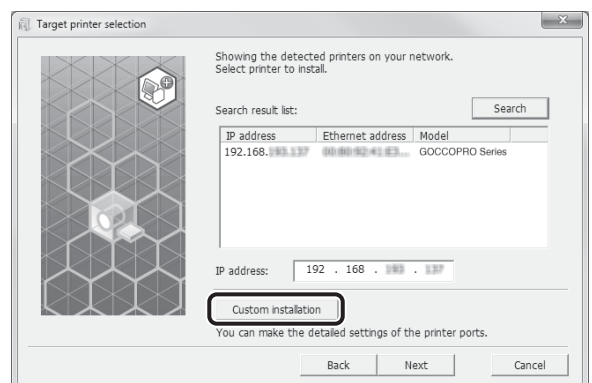 Target printer selection
Showing the detected printers on your network.
Select printer to install.
Search result list:
Search
IP address Ethernet address Model
192.168. GOCCOPRO Series
IP address: 192 . 168 . .
Custom installation
You can make the detailed settings of the printer ports.
Back Next Cancel